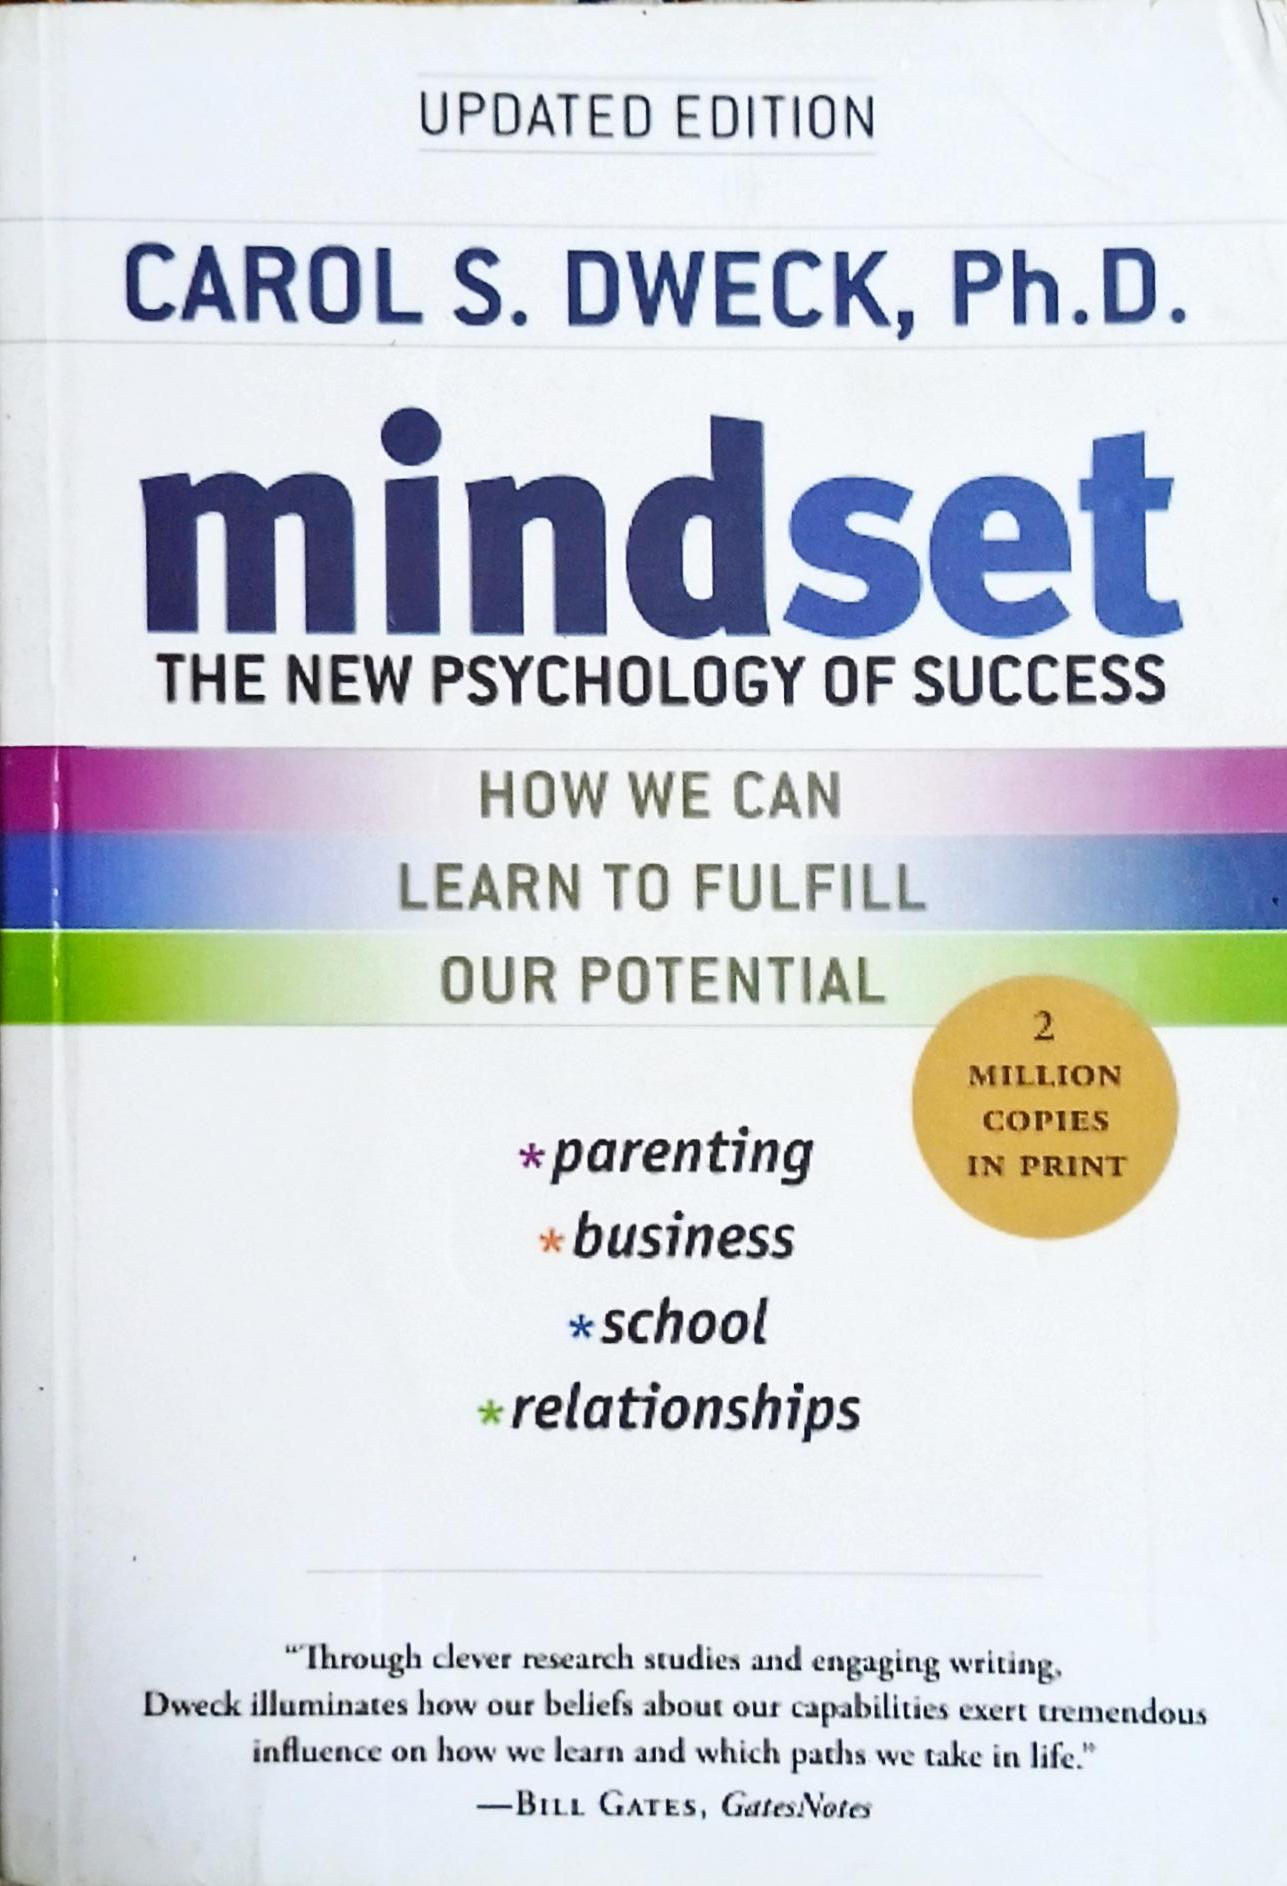 UPDATED EDITION
CAROL S. DWECK, Ph.D.
mindset
THE NEW PSYCHOLOGY OF SUCCESS
HOW WE CAN
LEARN TO FULFILL
OUR POTENTIAL
2
MILLION
COPIES
IN PRINT
*parenting
*business
*school
*relationships
“Through clever research studies and engaging writing,
Dweck illuminates how our beliefs about our capabilities exert tremendous
influence on how we learn and which paths we take in life.”
—BILL GATES, GatesNotes